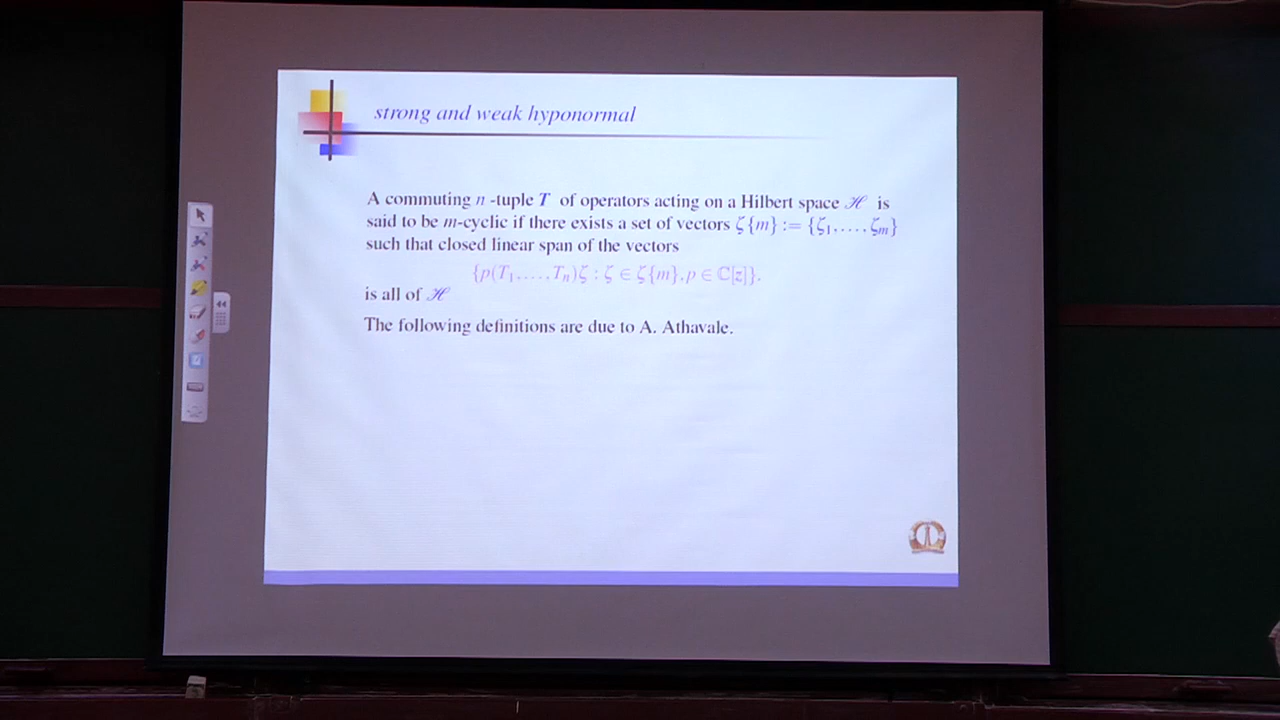 strong and weak hyponormal
A commuting n -tuple T of operators acting on a Hilbert space ℋ is
said to be m-cyclic if there exists a set of vectors ζ{m} := {ζ₁, . . . , ζₘ}
such that closed linear span of the vectors
{p(T₁, . . . , Tₙ)ζ : ζ ∈ ζ{m}, p ∈ ℂ[z]}.
is all of ℋ
The following definitions are due to A. Athavale.